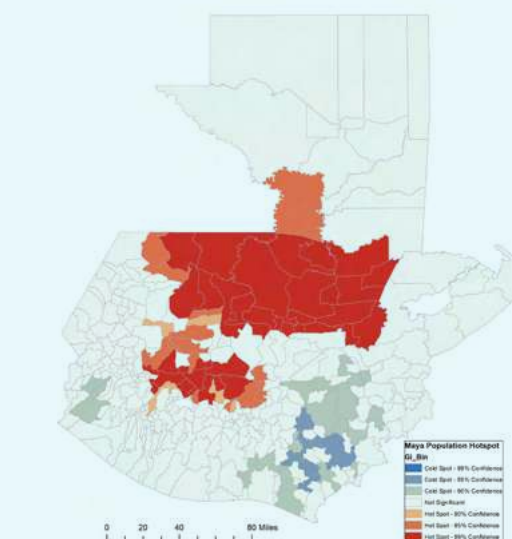 Maya Population Hotspot
Gi_Bin
Cold Spot - 99% Confidence
Cold Spot - 95% Confidence
Cold Spot - 90% Confidence
Not Significant
Hot Spot - 90% Confidence
Hot Spot - 95% Confidence
Hot Spot - 99% Confidence
0 20 40 80 Miles